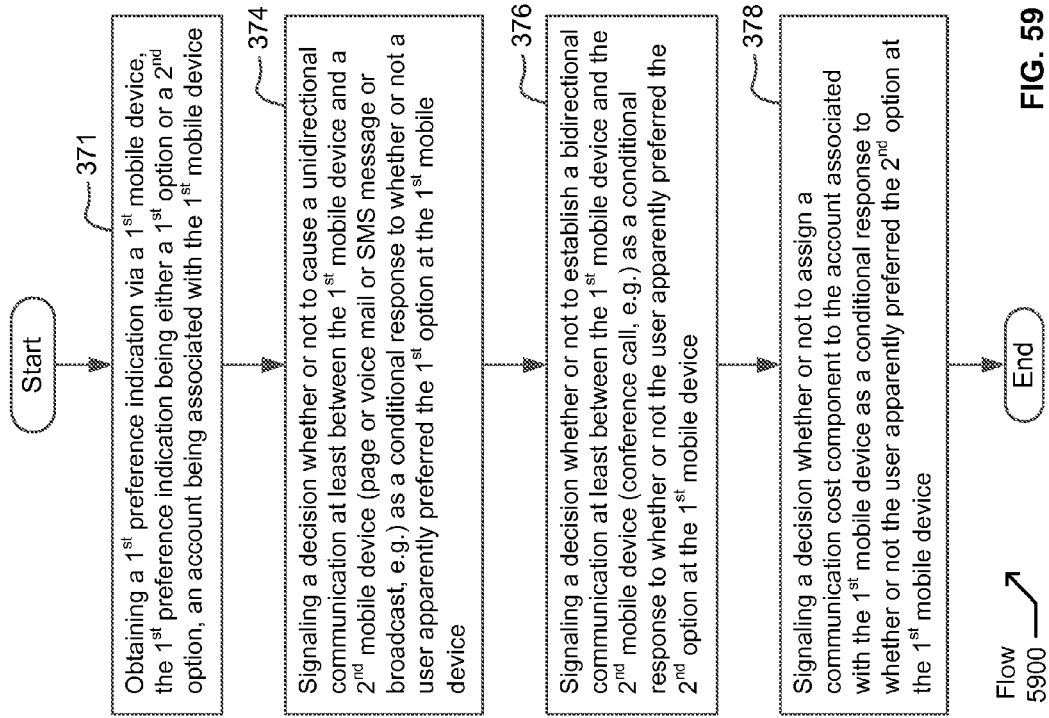 Start
371
Obtaining a 1st preference indication via a 1st mobile device,
the 1st preference indication being either a 1st option or a 2nd
option, an account being associated with the 1st mobile device
374
Signaling a decision whether or not to cause a unidirectional
communication at least between the 1st mobile device and a
2nd mobile device (page or voice mail or SMS message or
broadcast, e.g.) as a conditional response to whether or not a
user apparently preferred the 1st option at the 1st mobile
device
376
Signaling a decision whether or not to establish a bidirectional
communication at least between the 1st mobile device and the
2nd mobile device (conference call, e.g.) as a conditional
response to whether or not the user apparently preferred the
2nd option at the 1st mobile device
378
Signaling a decision whether or not to assign a
communication cost component to the account associated
with the 1st mobile device as a conditional response to
whether or not the user apparently preferred the 2nd option at
the 1st mobile device
End
Flow
5900
FIG. 59